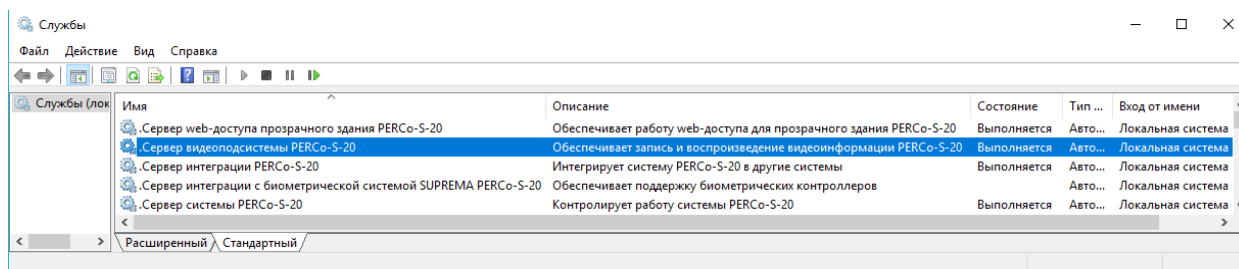 Службы
Файл Действие Вид Справка
Службы (лок
Имя Описание Состояние Тип ... Вход от имени
.Сервер web-доступа прозрачного здания PERCo-S-20 Обеспечивает работу web-доступа для прозрачного здания PERCo-S-20 Выполняется Авто... Локальная система
.Сервер видеоподсистемы PERCo-S-20 Обеспечивает запись и воспроизведение видеоинформации PERCo-S-20 Выполняется Авто... Локальная система
.Сервер интеграции PERCo-S-20 Интегрирует систему PERCo-S-20 в другие системы Выполняется Авто... Локальная система
.Сервер интеграции с биометрической системой SUPREMA PERCo-S-20 Обеспечивает поддержку биометрических контроллеров Авто... Локальная система
.Сервер системы PERCo-S-20 Контролирует работу системы PERCo-S-20 Выполняется Авто... Локальная система
Расширенный Стандартный